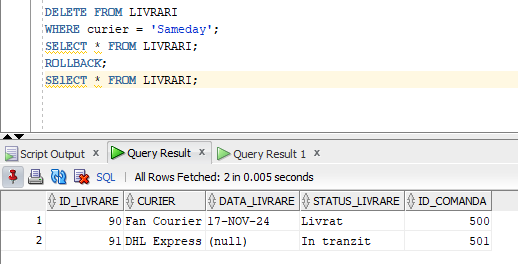 DELETE FROM LIVRARI
WHERE curier = 'Sameday';
SELECT * FROM LIVRARI;
ROLLBACK;
SElECT * FROM LIVRARI;
Script Output x Query Result x Query Result 1 x
SQL | All Rows Fetched: 2 in 0.005 seconds
ID_LIVRARE CURIER DATA_LIVRARE STATUS_LIVRARE ID_COMANDA
1 90 Fan Courier 17-NOV-24 Livrat 500
2 91 DHL Express (null) In tranzit 501